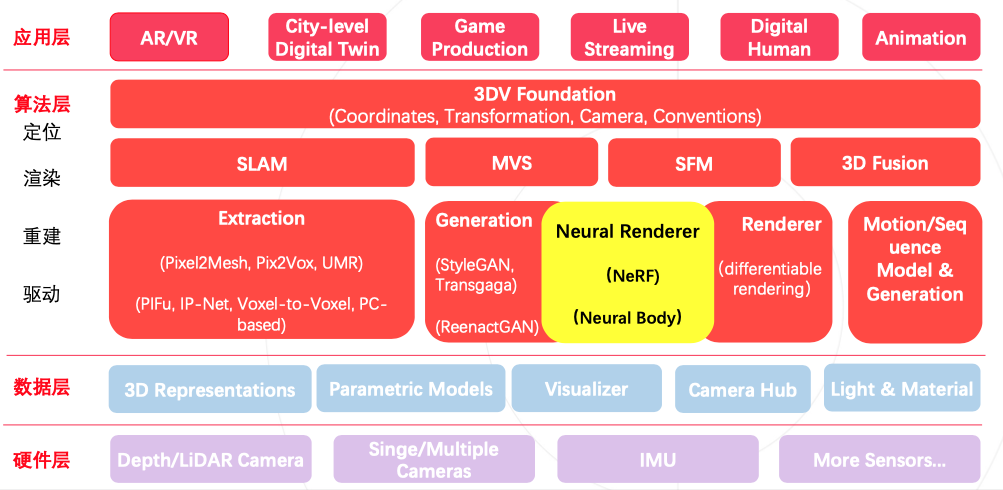 应用层
AR/VR
City-level
Digital Twin
Game
Production
Live
Streaming
Digital
Human
Animation
算法层
定位
渲染
重建
驱动
3DV Foundation
(Coordinates, Transformation, Camera, Conventions)
SLAM
MVS
SFM
3D Fusion
Extraction
(Pixel2Mesh, Pix2Vox, UMR)
(PIFu, IP-Net, Voxel-to-Voxel, PC-
based)
Generation
(StyleGAN,
Transgaga)
(ReenactGAN)
Neural Renderer
(NeRF)
(Neural Body)
Renderer
(differentiable
rendering)
Motion/Seq
uence
Model &
Generation
数据层
3D Representations
Parametric Models
Visualizer
Camera Hub
Light & Material
硬件层
Depth/LiDAR Camera
Singe/Multiple
Cameras
IMU
More Sensors...